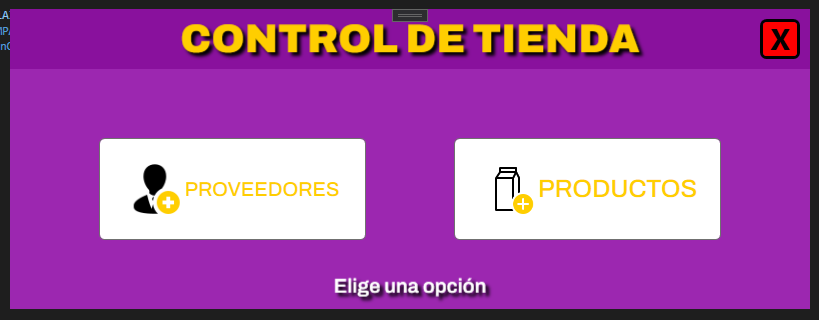 CONTROL DE TIENDA
X
PROVEEDORES
PRODUCTOS
Elige una opción